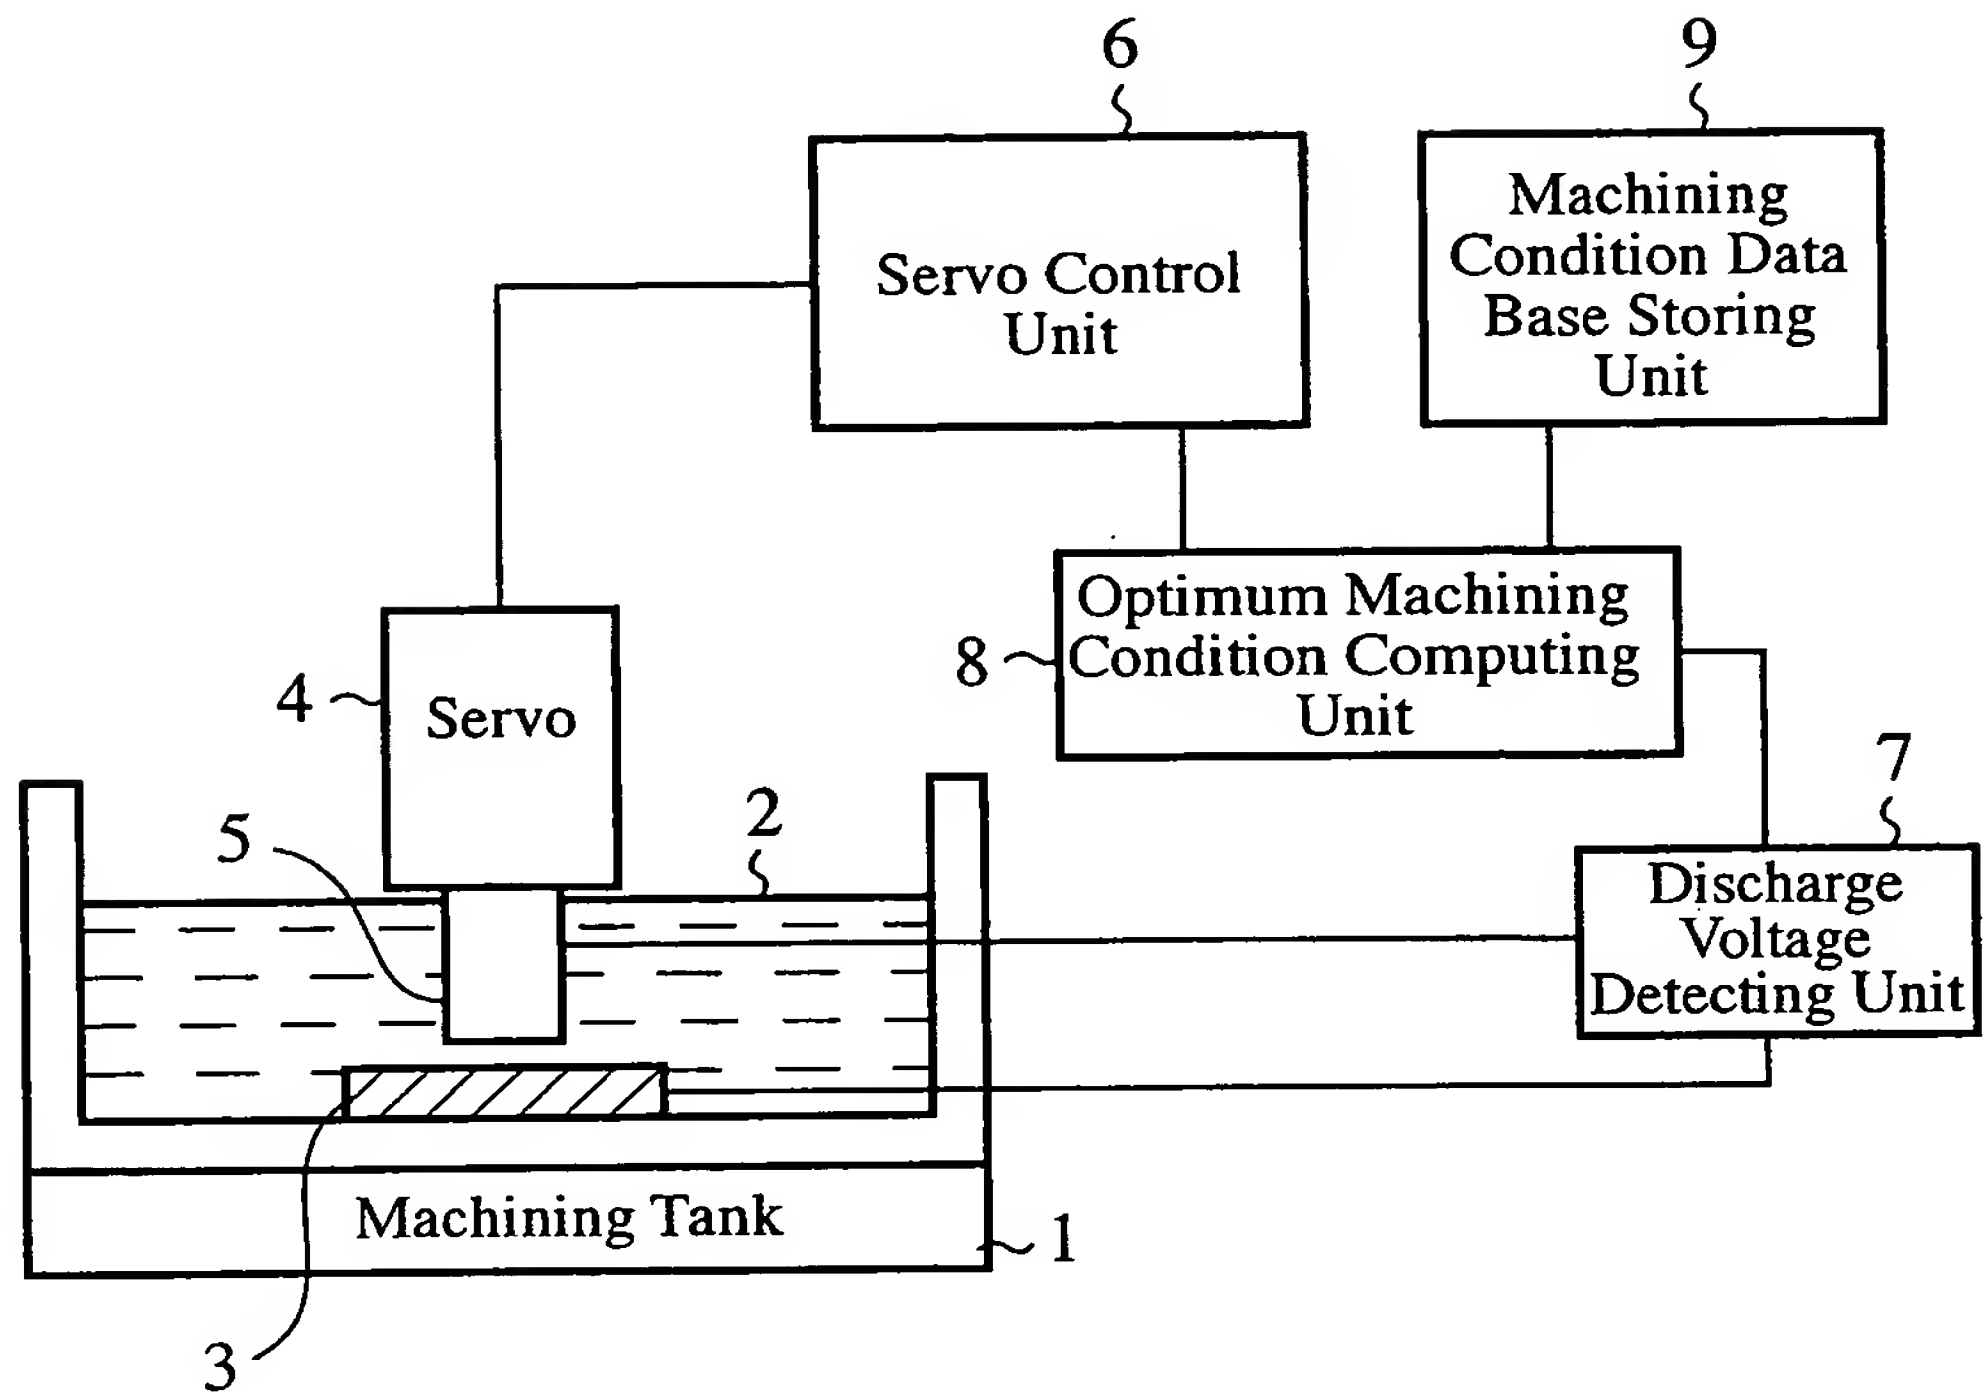 6
9
Servo Control
Unit
Machining
Condition Data
Base Storing
Unit
8
Optimum Machining
Condition Computing
Unit
4
Servo
7
5
2
Discharge
Voltage
Detecting Unit
Machining Tank
1
3